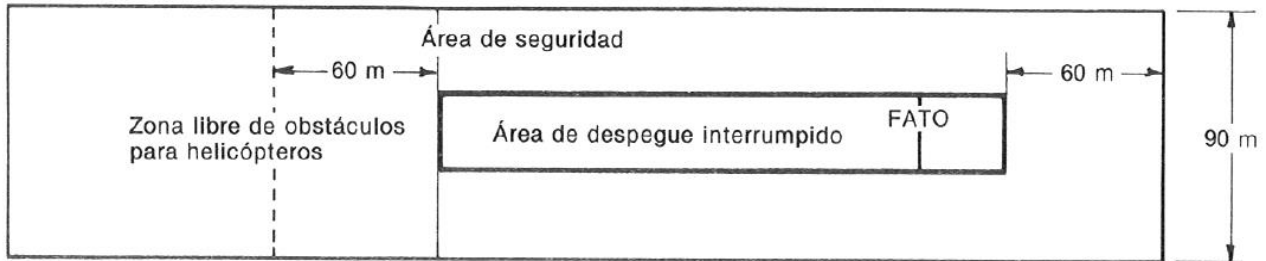 Área de seguridad
60 m
60 m
Zona libre de obstáculos
para helicópteros
Área de despegue interrumpido
FATO
90 m